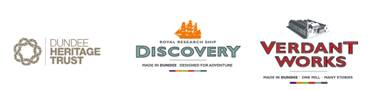 DUNDEE
HERITAGE
TRUST
ROYAL RESEARCH SHIP
DISCOVERY
MADE IN DUNDEE · DESIGNED FOR ADVENTURE
VERDANT
WORKS
MADE IN DUNDEE · ONE MILL · MANY STORIES